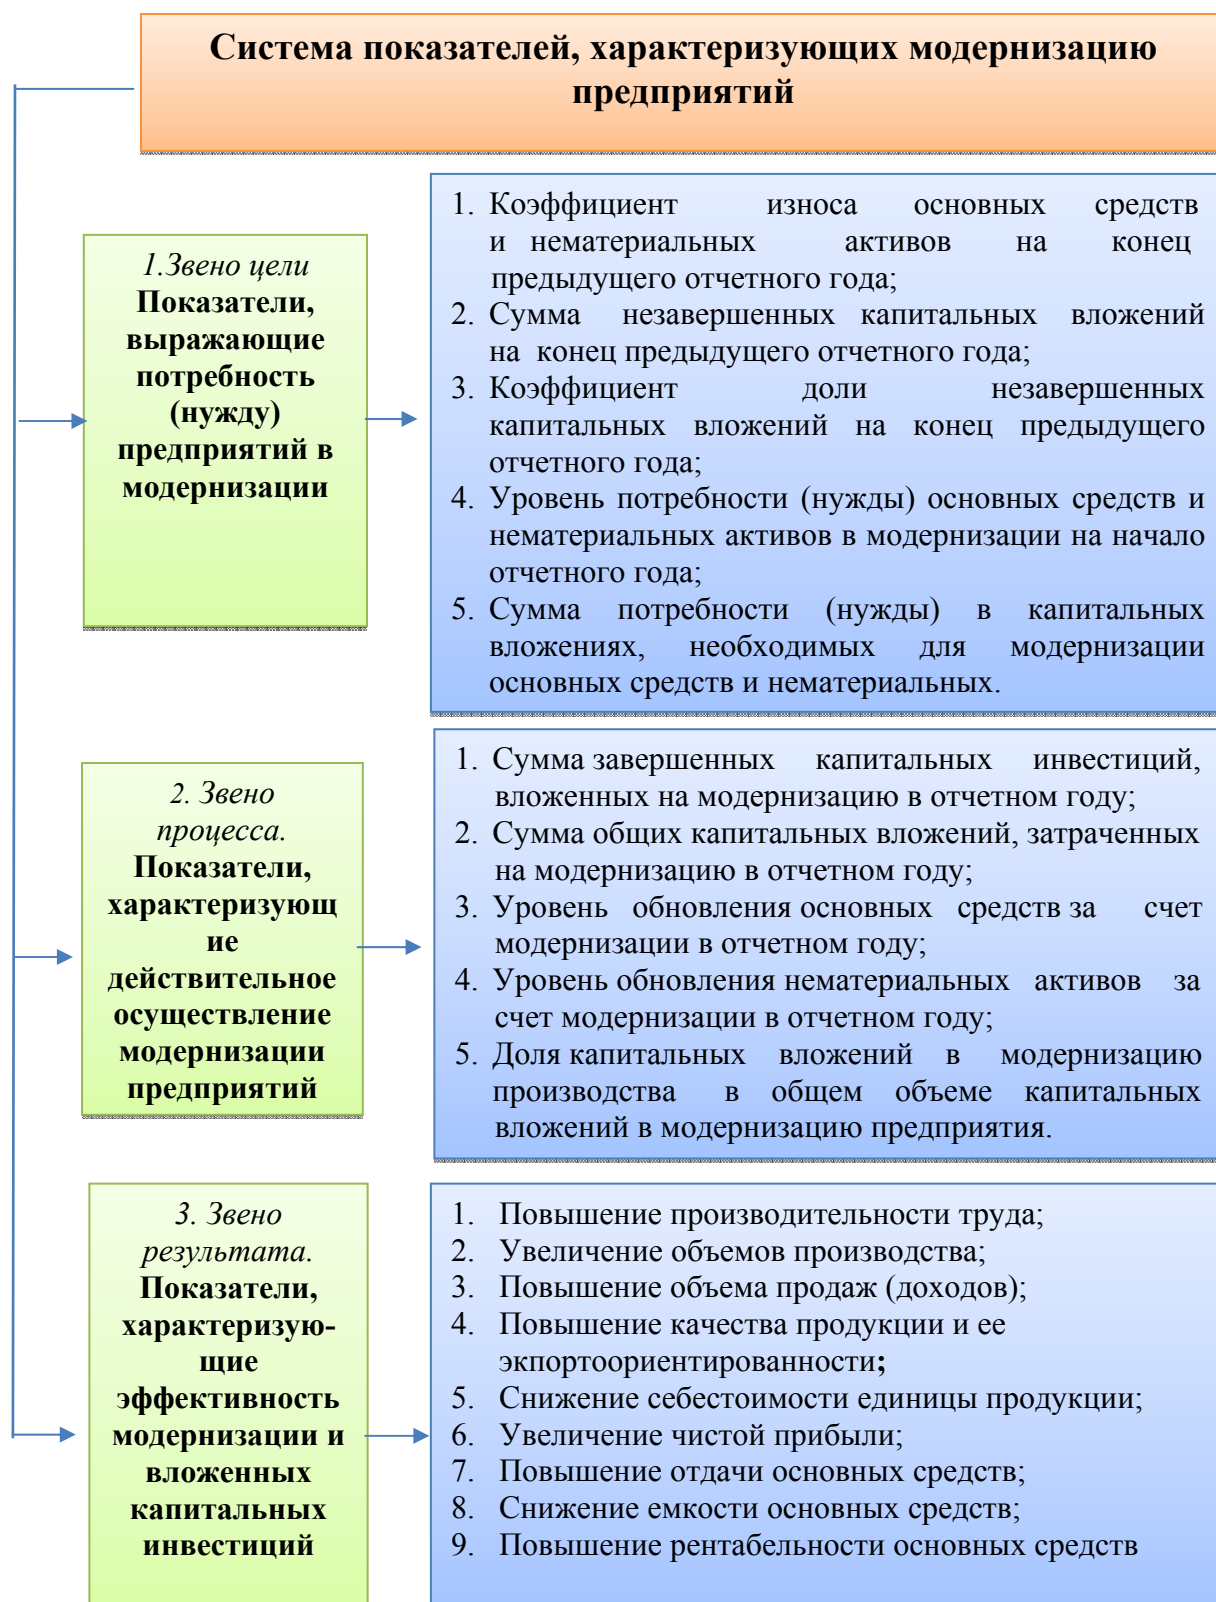 Система показателей, характеризующих модернизацию
предприятий
1.Звено цели
Показатели,
выражающие
потребность
(нужду)
предприятий в
модернизации
1. Коэффициент износа основных средств
и нематериальных активов на конец
предыдущего отчетного года;
2. Сумма незавершенных капитальных вложений
на конец предыдущего отчетного года;
3. Коэффициент доли незавершенных
капитальных вложений на конец предыдущего
отчетного года;
4. Уровень потребности (нужды) основных средств и
нематериальных активов в модернизации на начало
отчетного года;
5. Сумма потребности (нужды) в капитальных
вложениях, необходимых для модернизации
основных средств и нематериальных.
2. Звено
процесса.
Показатели,
характеризующ
ие
действительное
осуществление
модернизации
предприятий
1. Сумма завершенных капитальных инвестиций,
вложенных на модернизацию в отчетном году;
2. Сумма общих капитальных вложений, затраченных
на модернизацию в отчетном году;
3. Уровень обновления основных средств за счет
модернизации в отчетном году;
4. Уровень обновления нематериальных активов за
счет модернизации в отчетном году;
5. Доля капитальных вложений в модернизацию
производства в общем объеме капитальных
вложений в модернизацию предприятия.
3. Звено
результата.
Показатели,
характеризую-
щие
эффективность
модернизации и
вложенных
капитальных
инвестиций
1. Повышение производительности труда;
2. Увеличение объемов производства;
3. Повышение объема продаж (доходов);
4. Повышение качества продукции и ее
экпортоориентированности;
5. Снижение себестоимости единицы продукции;
6. Увеличение чистой прибыли;
7. Повышение отдачи основных средств;
8. Снижение емкости основных средств;
9. Повышение рентабельности основных средств